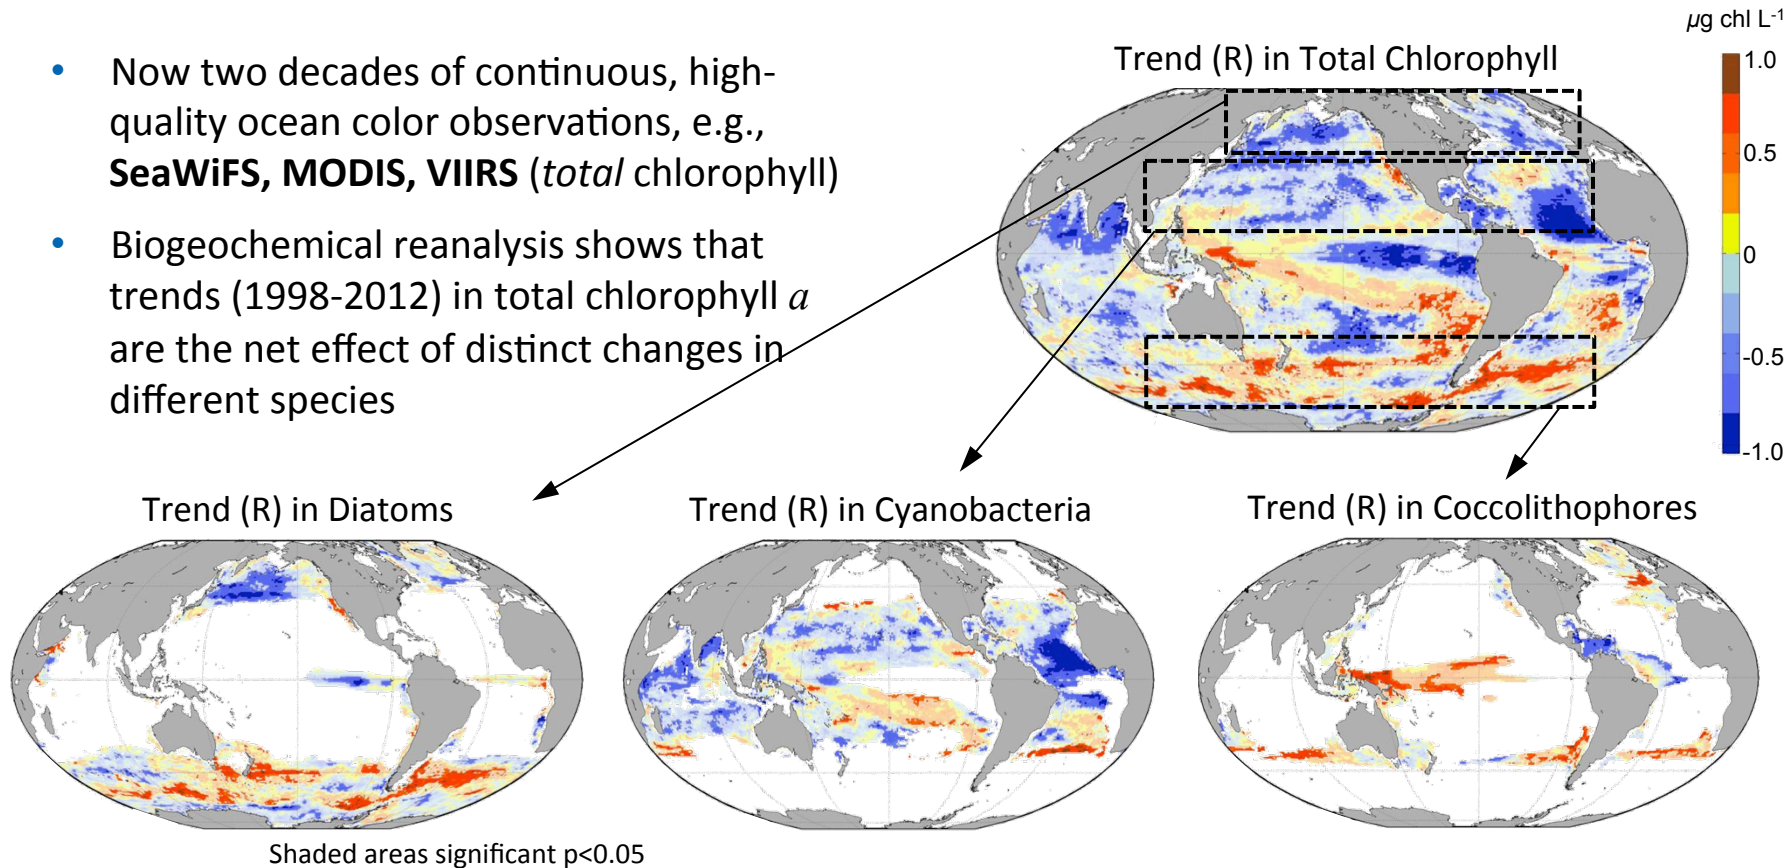 • Now two decades of continuous, high-
quality ocean color observations, e.g.,
SeaWiFS, MODIS, VIIRS (total chlorophyll)
• Biogeochemical reanalysis shows that
trends (1998-2012) in total chlorophyll a
are the net effect of distinct changes in
different species
Trend (R) in Total Chlorophyll
µg chl L-1
1.0
0.5
0
-0.5
-1.0
Trend (R) in Diatoms
Trend (R) in Cyanobacteria
Trend (R) in Coccolithophores
Shaded areas significant p<0.05